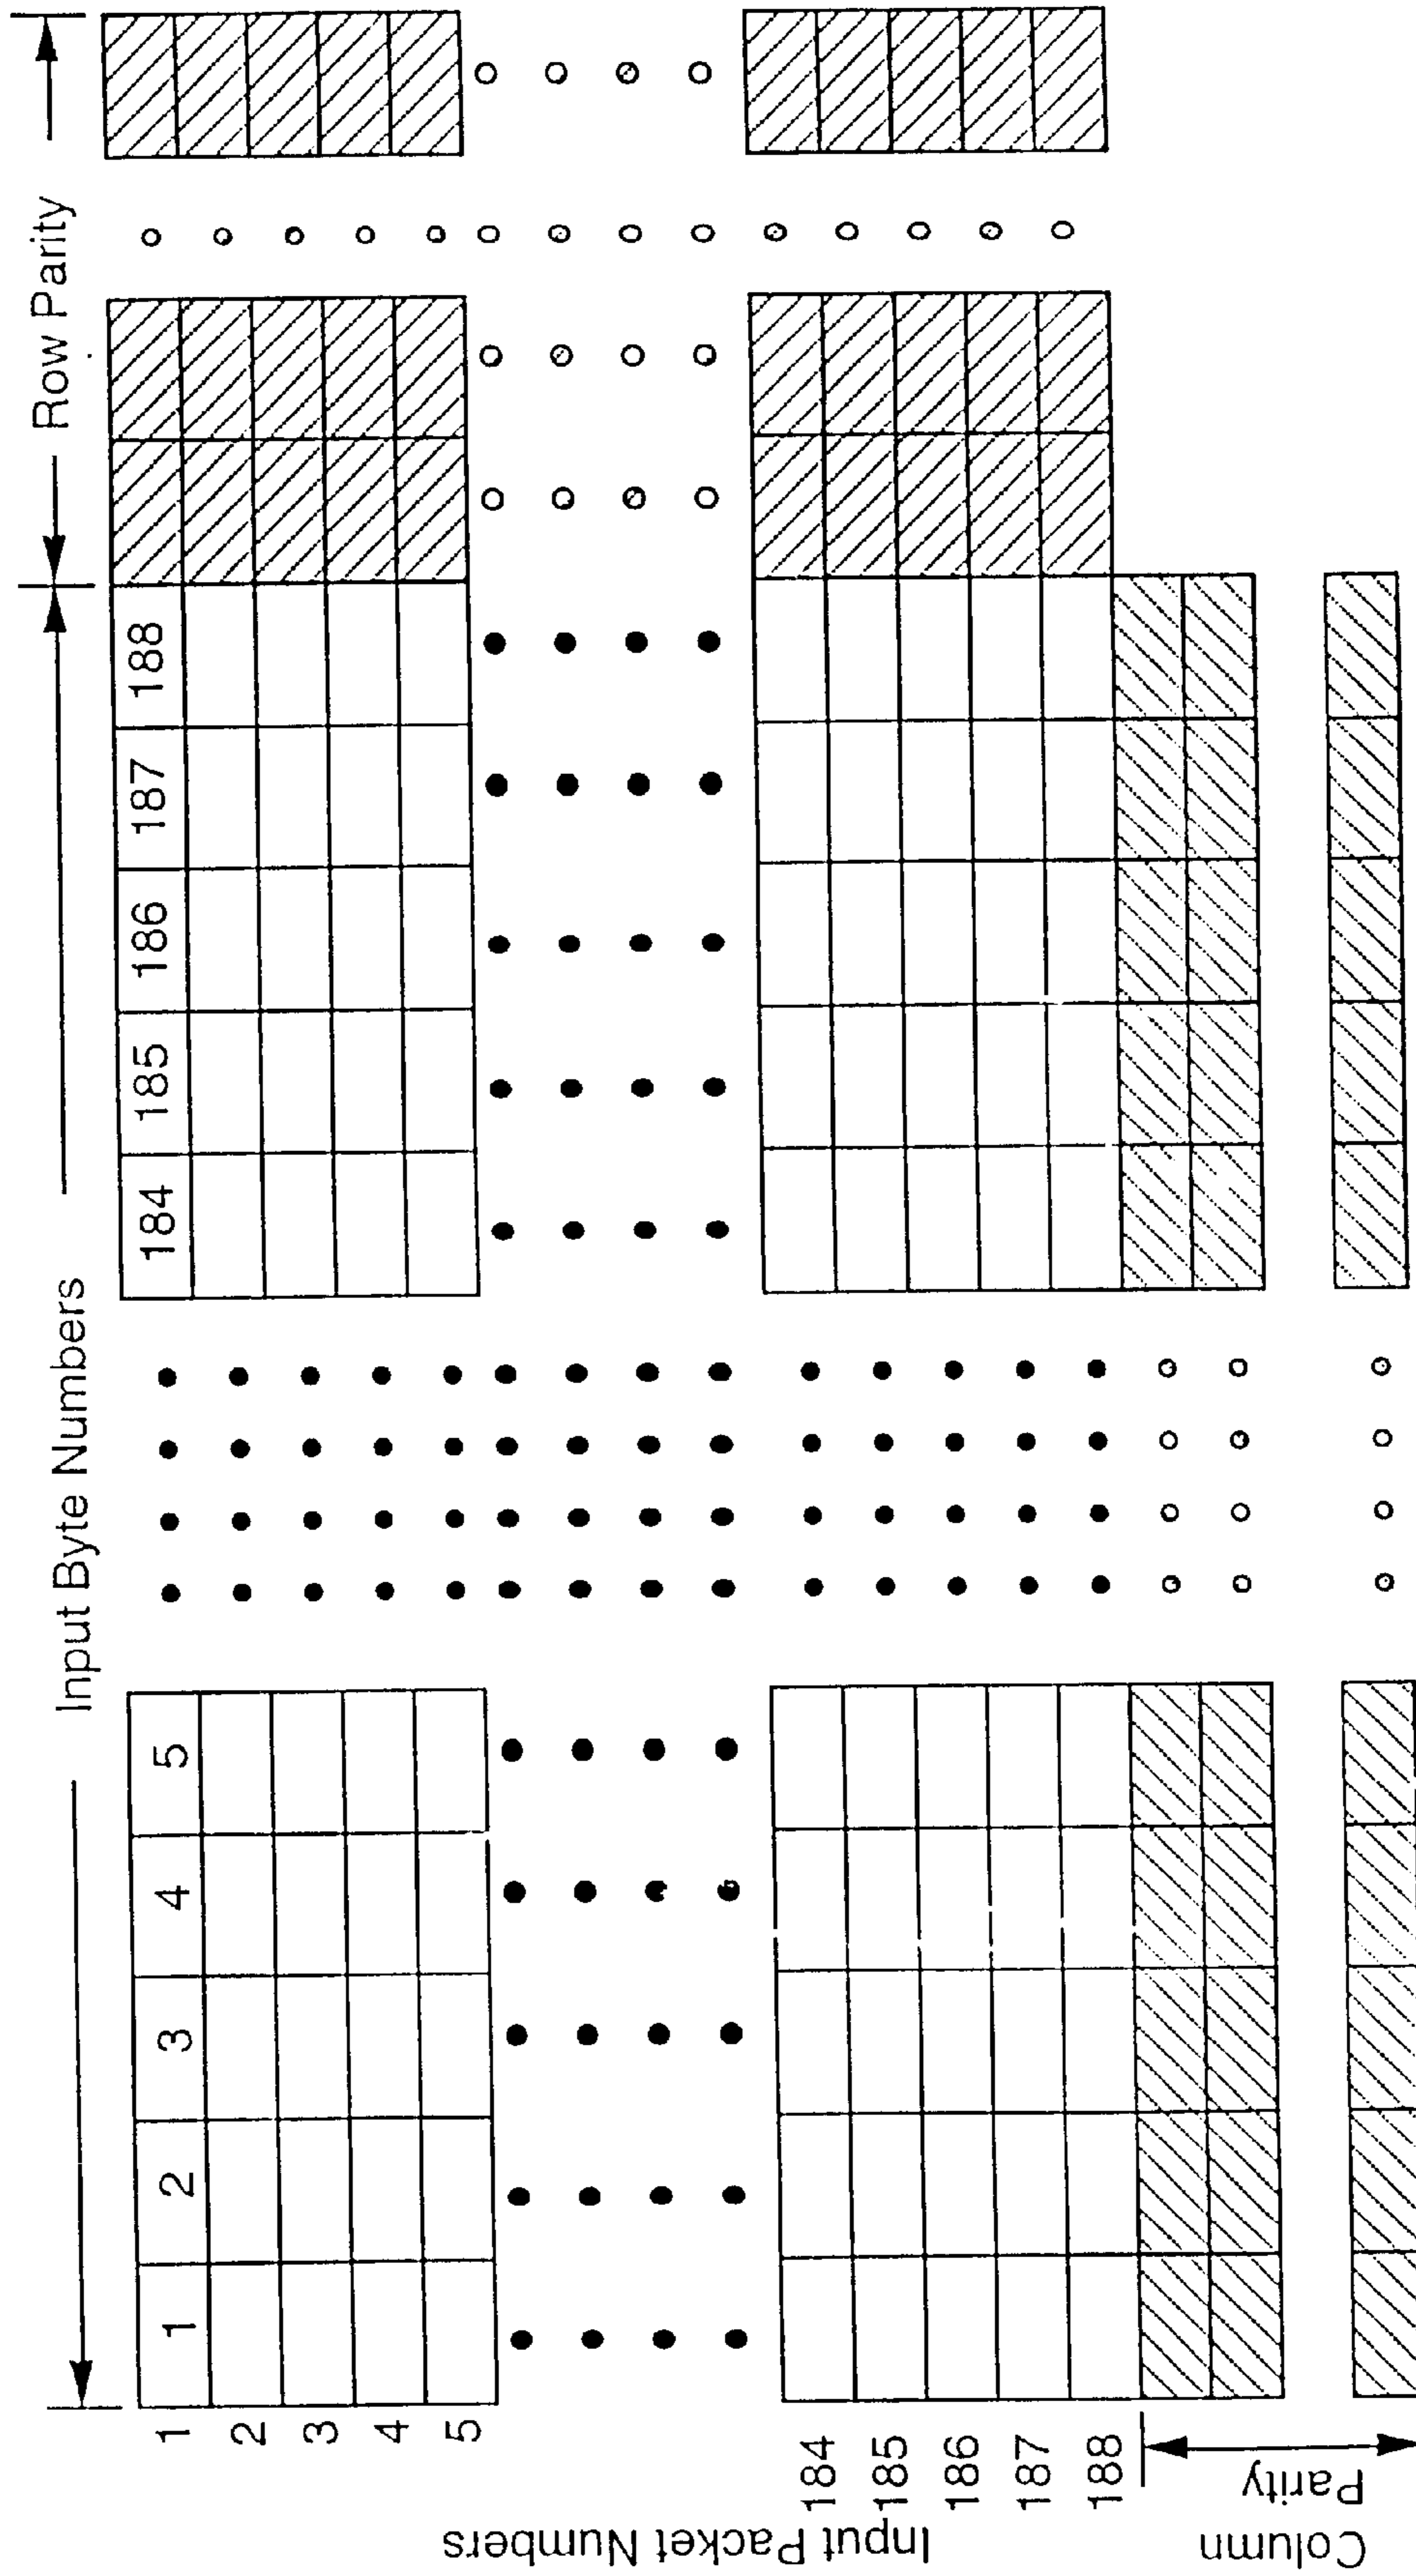 Input Byte Numbers
Row Parity
1 2 3 4 5 184 185 186 187 188
1
2
3
4
5
184
185
186
187
188
Input Packet Numbers
Column
Parity